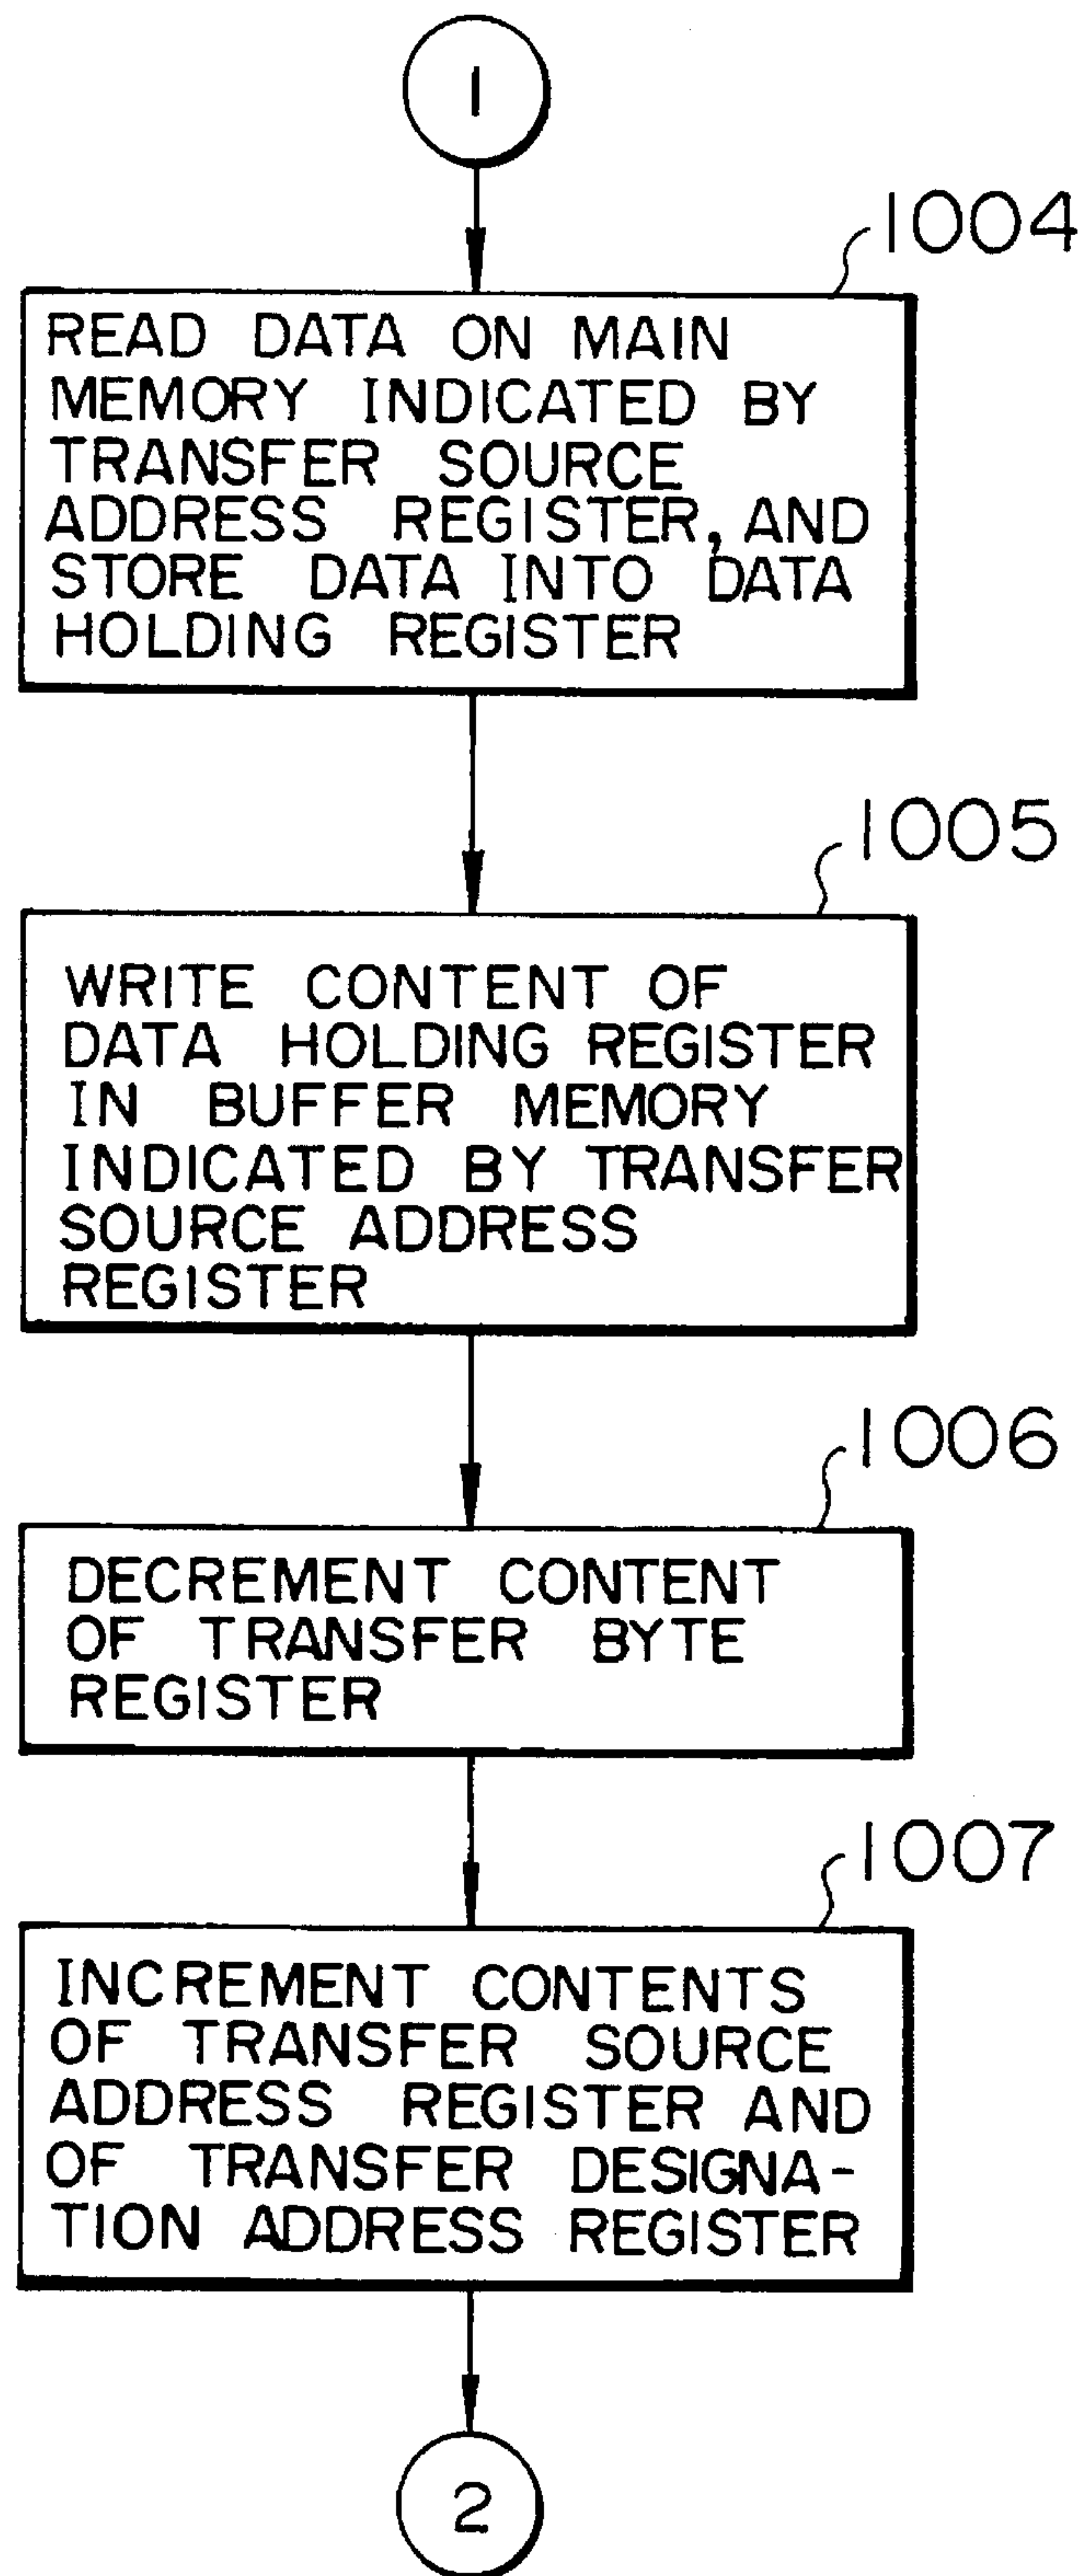 1
1004
READ DATA ON MAIN
MEMORY INDICATED BY
TRANSFER SOURCE
ADDRESS REGISTER, AND
STORE DATA INTO DATA
HOLDING REGISTER
1005
WRITE CONTENT OF
DATA HOLDING REGISTER
IN BUFFER MEMORY
INDICATED BY TRANSFER
SOURCE ADDRESS
REGISTER
1006
DECREMENT CONTENT
OF TRANSFER BYTE
REGISTER
1007
INCREMENT CONTENTS
OF TRANSFER SOURCE
ADDRESS REGISTER AND
OF TRANSFER DESIGNA-
TION ADDRESS REGISTER
2